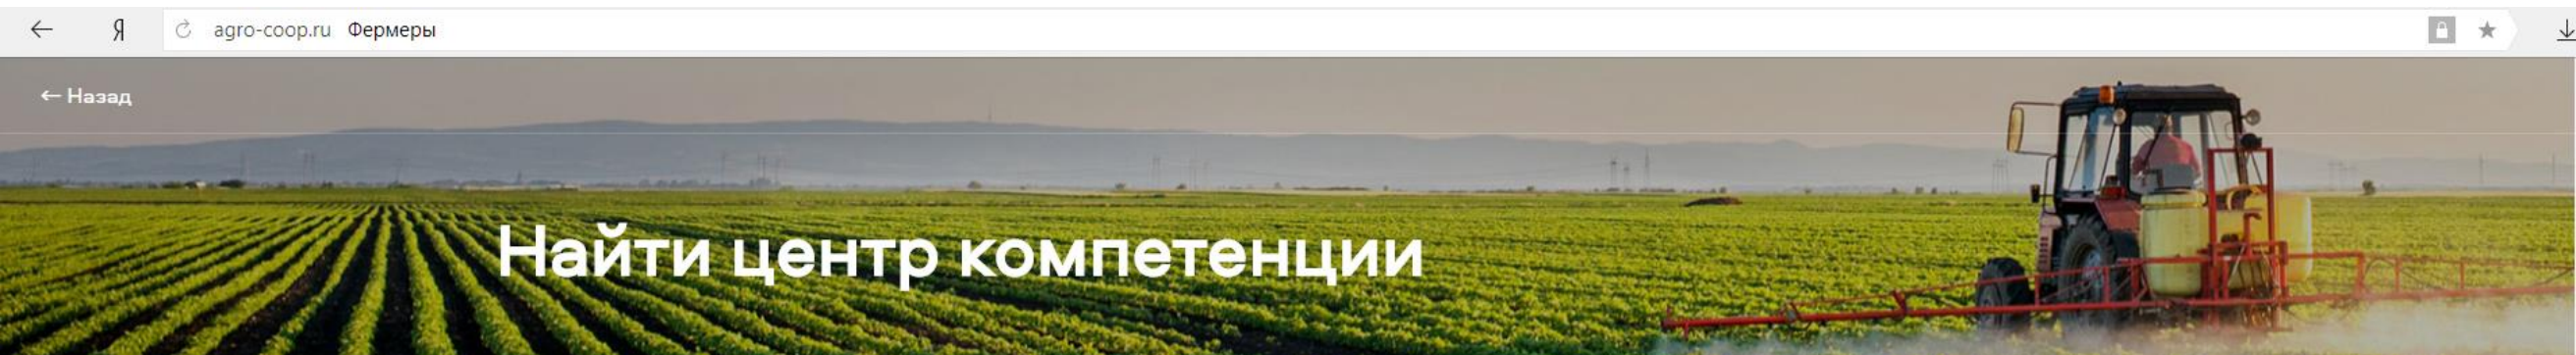 Я agro-coop.ru Фермеры
← Назад
Найти центр компетенции